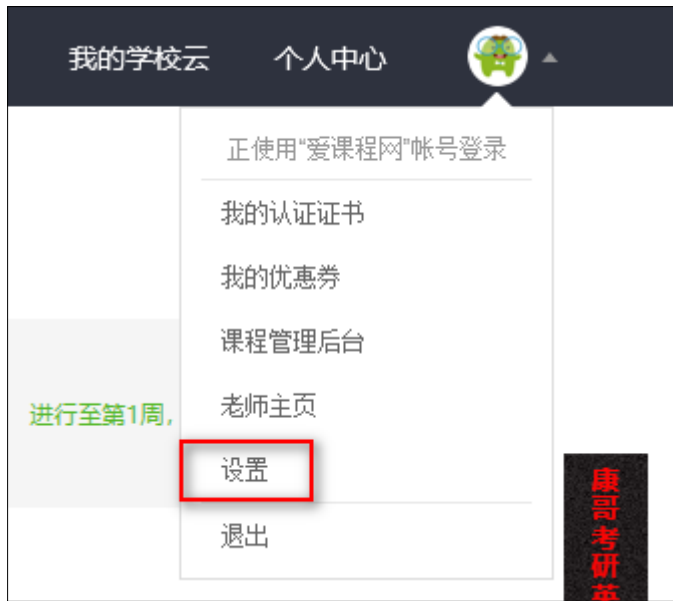 我的学校云 个人中心
正使用“爱课程网”帐号登录
我的认证证书
我的优惠券
课程管理后台
老师主页
进行至第1周,
设置
退出
康哥考研英